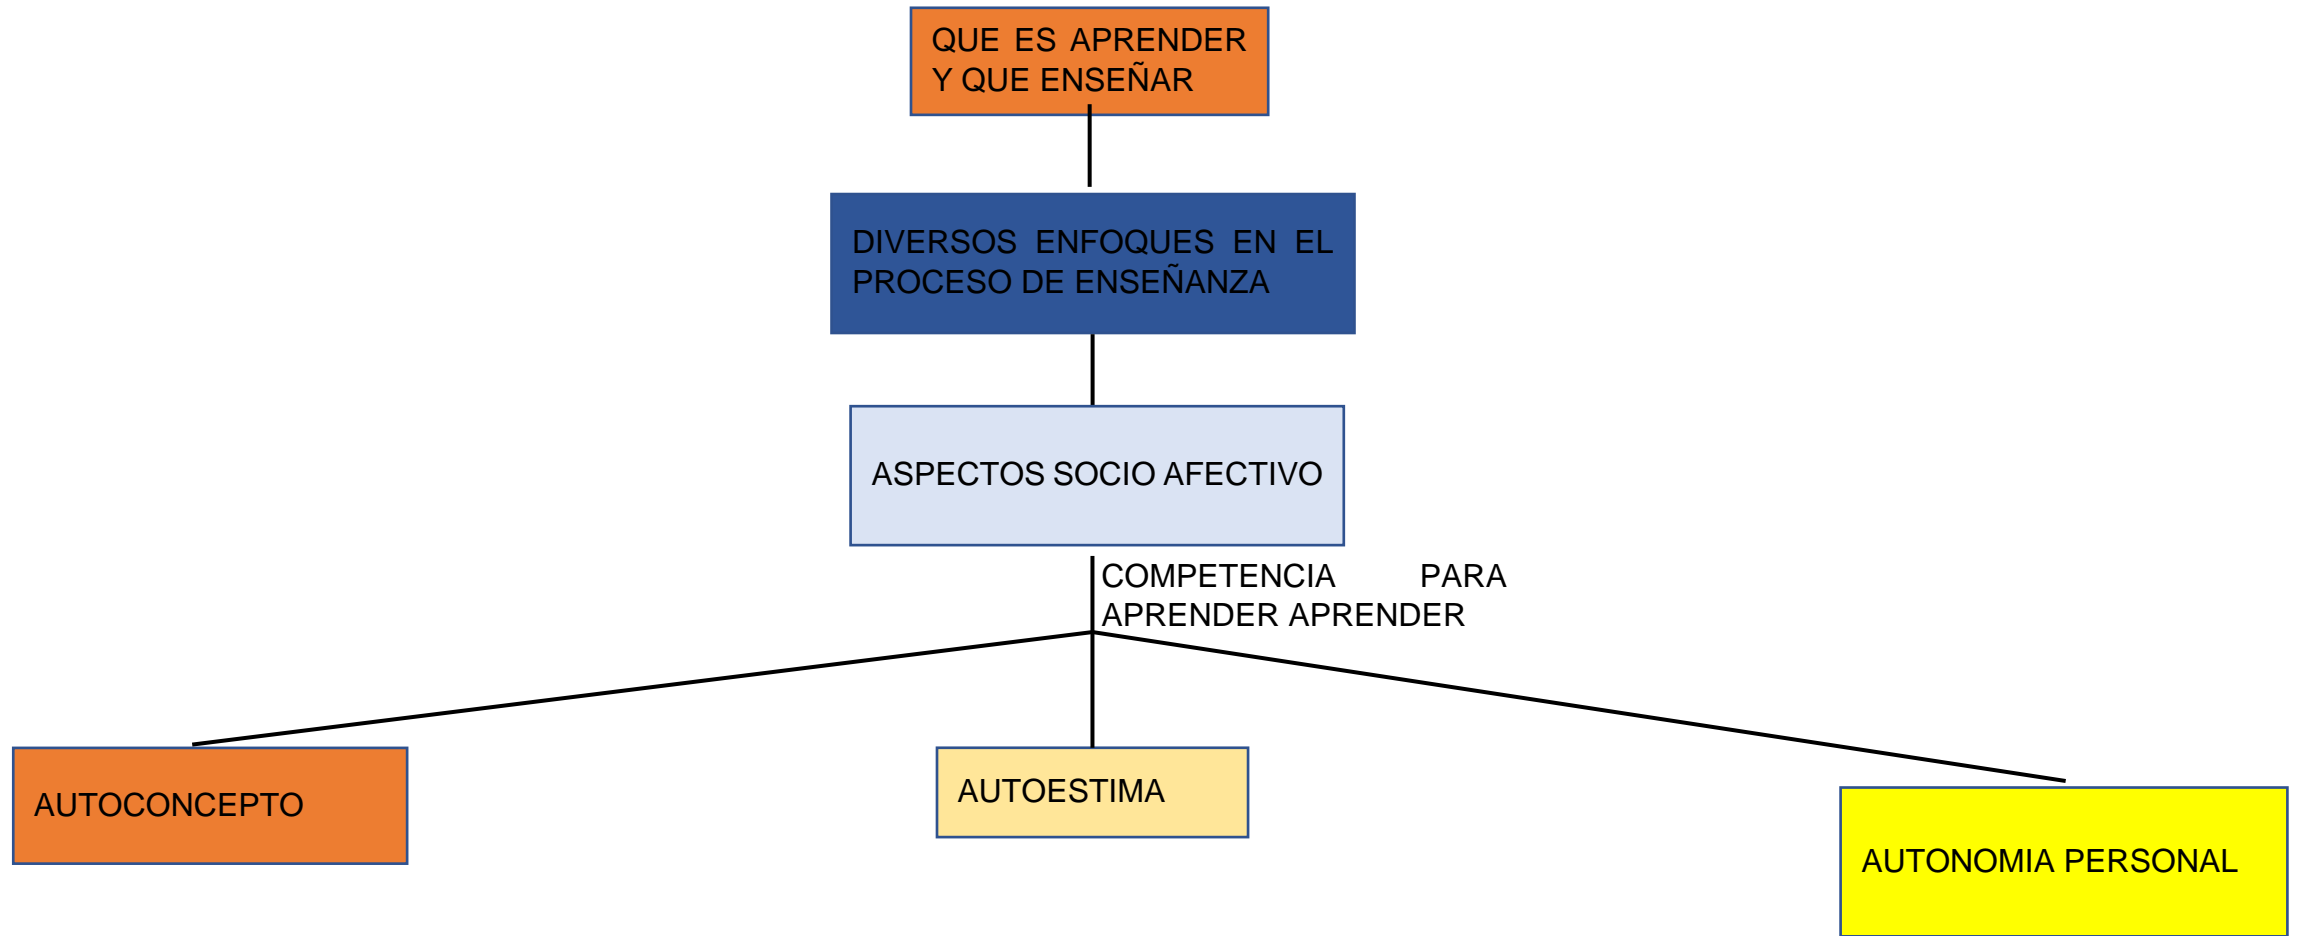 QUE ES APRENDER
Y QUE ENSEÑAR
DIVERSOS ENFOQUES EN EL
PROCESO DE ENSEÑANZA
ASPECTOS SOCIO AFECTIVO
COMPETENCIA PARA
APRENDER APRENDER
AUTOCONCEPTO
AUTOESTIMA
AUTONOMIA PERSONAL